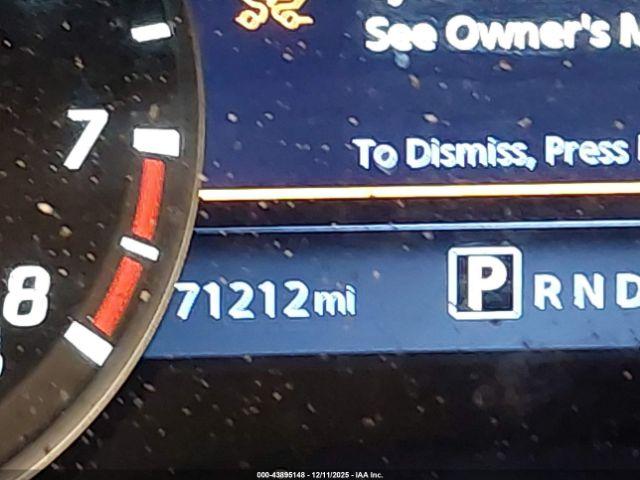 See Owner's M
To Dismiss, Press
7
8
71212mi
P R N D
000-43895148 - 12/11/2025 - IAA Inc.